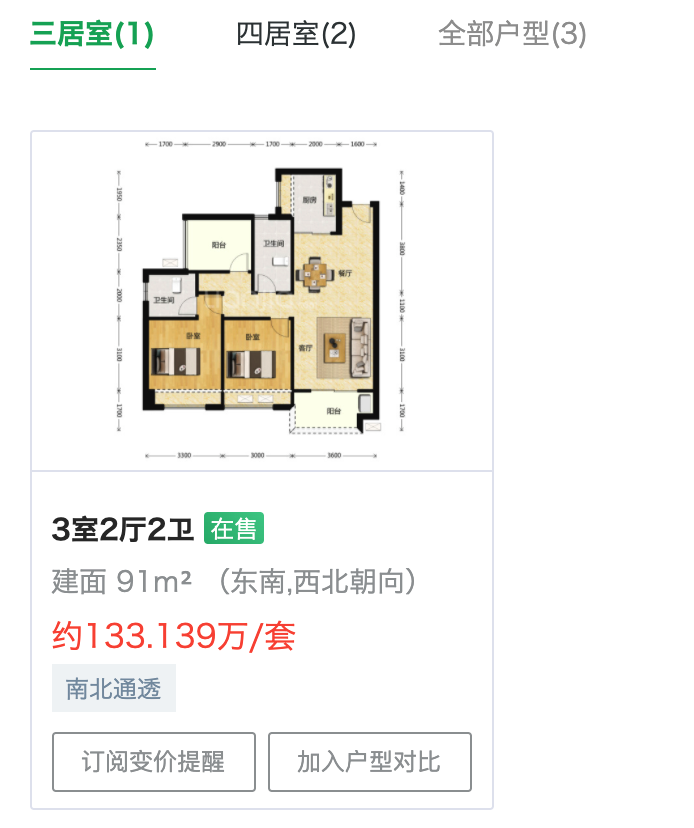 三居室(1) 四居室(2) 全部户型(3)
1700 2900 1700 2000 1600
1950 1400
厨房
2350 阳台 卫生间 3800
餐厅
2000 卫生间 1100
卧室 卧室 客厅
3100 3100
1700 阳台 1700
3300 3000 3600
3室2厅2卫 在售
建面 91m² （东南,西北朝向）
约133.139万/套
南北通透
订阅变价提醒 加入户型对比